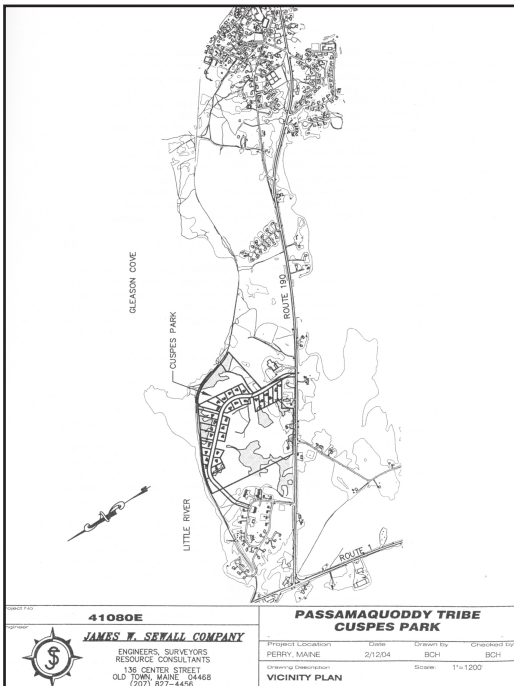 GLEASON COVE
CUSPES PARK
ROUTE 190
LITTLE RIVER
ROUTE 1
41080E
JAMES W. SEWALL COMPANY
ENGINEERS, SURVEYORS
RESOURCE CONSULTANTS
136 CENTER STREET
OLD TOWN, MAINE 04468
(207) 827-4456
PASSAMAQUODDY TRIBE
CUSPES PARK
Project Location Date Drawn by Checked by
PERRY, MAINE 2/12/04 BCH BCH
Drawing Description Scale: 1"=1200'
VICINITY PLAN